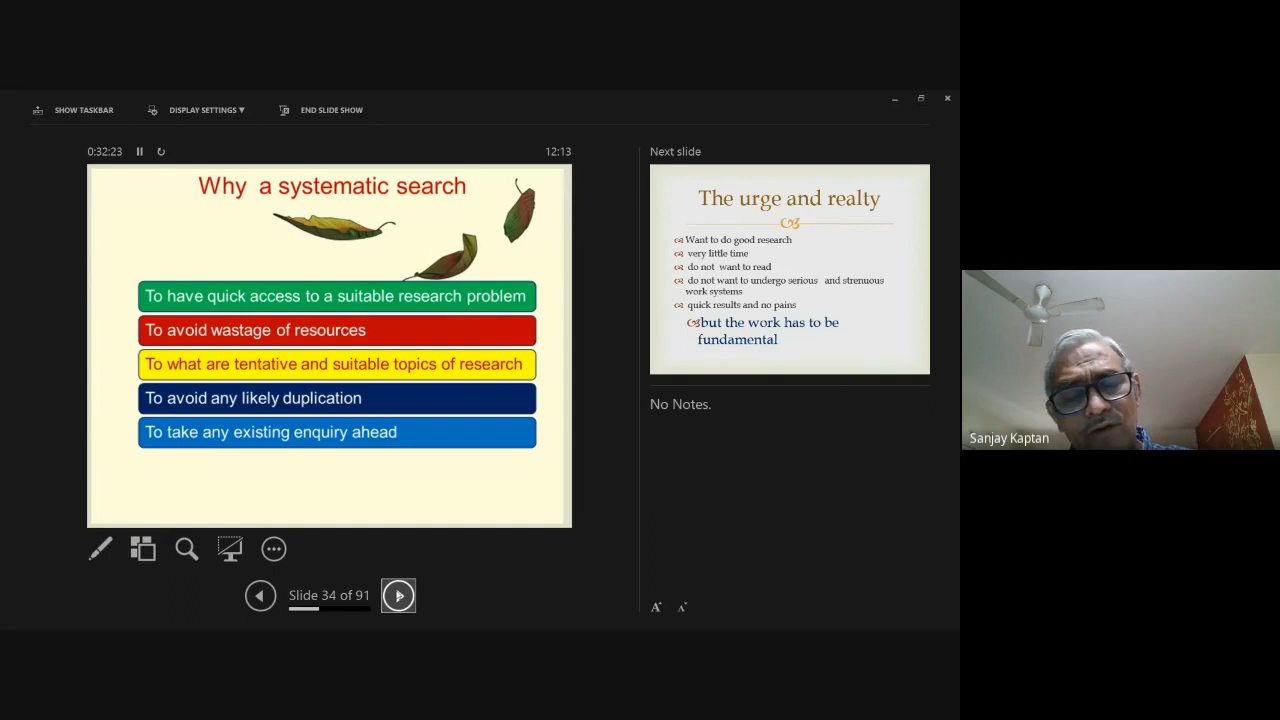 SHOW TASKBAR
DISPLAY SETTINGS ▼
END SLIDE SHOW
0:32:23
12:13
Why a systematic search
To have quick access to a suitable research problem
To avoid wastage of resources
To what are tentative and suitable topics of research
To avoid any likely duplication
To take any existing enquiry ahead
Slide 34 of 91
Next slide
The urge and realty
Want to do good research
very little time
do not want to read
do not want to undergo serious and strenuous
work systems
quick results and no pains
but the work has to be
fundamental
No Notes.
A
A
Sanjay Kaptan